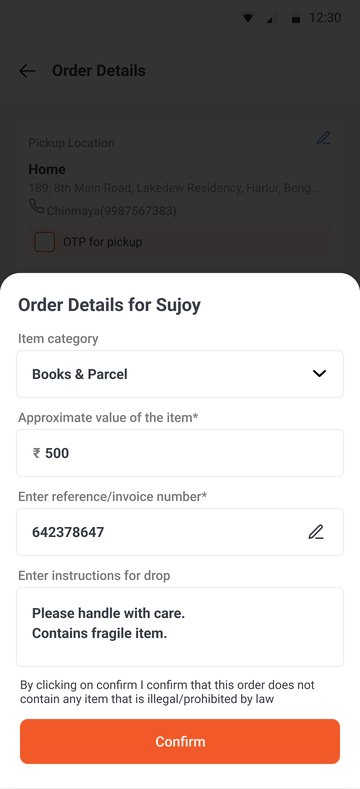 12:30
Order Details
Pickup Location
Home
189, 8th Main Road, Lakedew Residency, Harlur, Beng...
Chinmaya(9987567383)
OTP for pickup
Order Details for Sujoy
Item category
Books & Parcel
Approximate value of the item*
₹ 500
Enter reference/invoice number*
642378647
Enter instructions for drop
Please handle with care.
Contains fragile item.
By clicking on confirm I confirm that this order does not
contain any item that is illegal/prohibited by law
Confirm